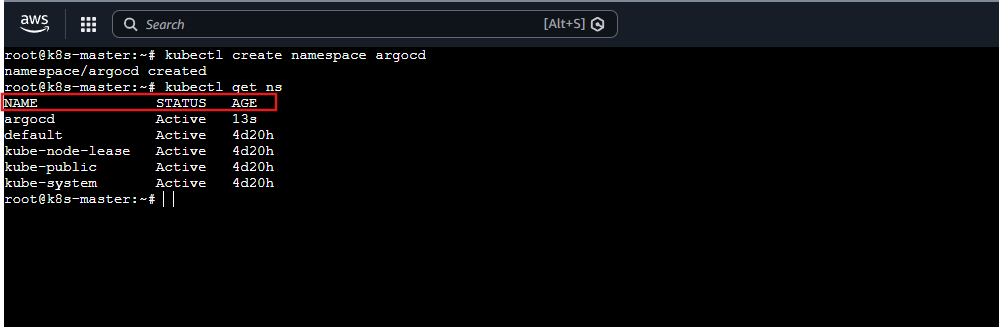 aws
Search [Alt+S]
root@k8s-master:~# kubectl create namespace argocd
namespace/argocd created
root@k8s-master:~# kubectl get ns
NAME STATUS AGE
argocd Active 13s
default Active 4d20h
kube-node-lease Active 4d20h
kube-public Active 4d20h
kube-system Active 4d20h
root@k8s-master:~#